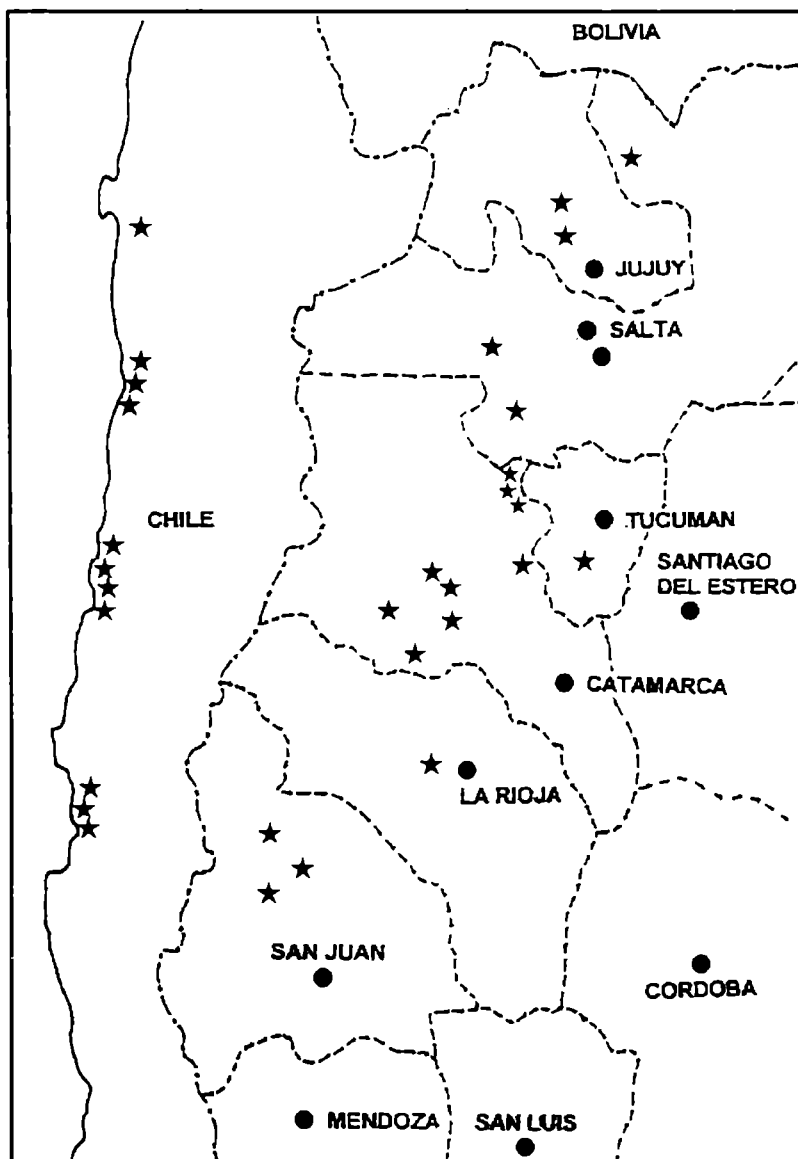 BOLIVIA
JUJUY
SALTA
CHILE
TUCUMAN
SANTIAGO
DEL ESTERO
CATAMARCA
LA RIOJA
SAN JUAN
CORDOBA
MENDOZA
SAN LUIS